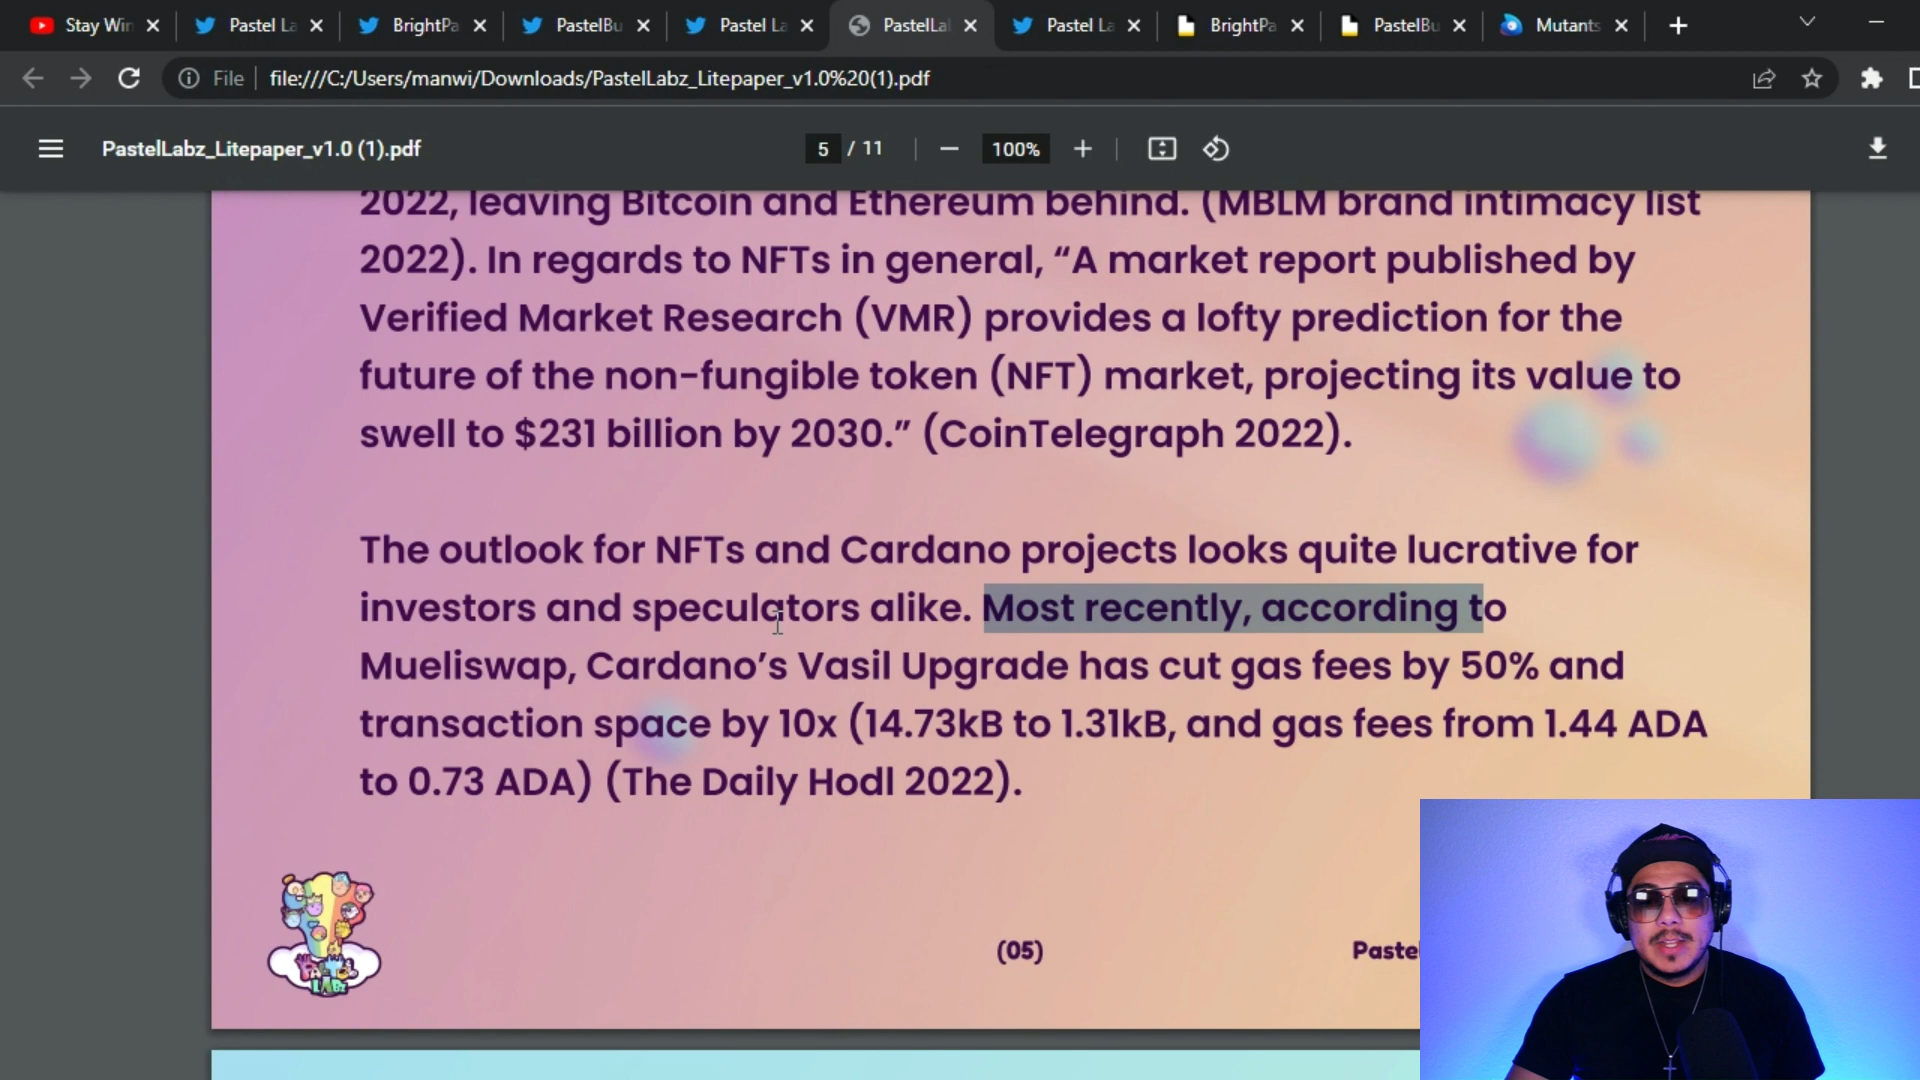 Stay Win
Pastel La
BrightPa
PastelBu
Pastel La
PastelLa
Pastel La
BrightPa
PastelBu
Mutants
File
file:///C:/Users/manwi/Downloads/PastelLabz_Litepaper_v1.0%20(1).pdf
PastelLabz_Litepaper_v1.0 (1).pdf
5 / 11
100%
2022, leaving Bitcoin and Ethereum behind. (MBLM brand intimacy list
2022). In regards to NFTs in general, “A market report published by
Verified Market Research (VMR) provides a lofty prediction for the
future of the non-fungible token (NFT) market, projecting its value to
swell to $231 billion by 2030.” (CoinTelegraph 2022).
The outlook for NFTs and Cardano projects looks quite lucrative for
investors and speculators alike. Most recently, according to
Mueliswap, Cardano’s Vasil Upgrade has cut gas fees by 50% and
transaction space by 10x (14.73kB to 1.31kB, and gas fees from 1.44 ADA
to 0.73 ADA) (The Daily Hodl 2022).
PASTEL
LABZ
(05)
Paste